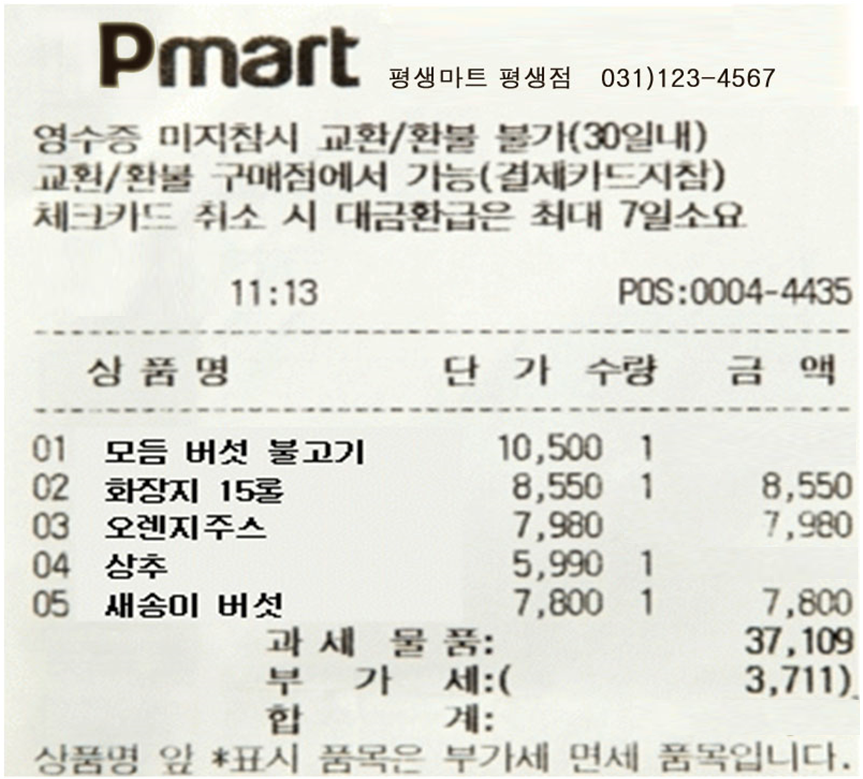 Pmart 평생마트 평생점 031)123-4567
영수증 미지참시 교환/환불 불가(30일내)
교환/환불 구매점에서 가능(결제카드지참)
체크카드 취소 시 대금환급은 최대 7일소요
11:13 POS:0004-4435
상 품 명 단 가 수량 금 액
01 모듬 버섯 불고기 10,500 1
02 화장지 15롤 8,550 1 8,550
03 오렌지주스 7,980 7,980
04 상추 5,990 1
05 새송이 버섯 7,800 1 7,800
과 세 물 품: 37,109
부 가 세:( 3,711)
합 계:
상품명 앞 *표시 품목은 부가세 면세 품목입니다.